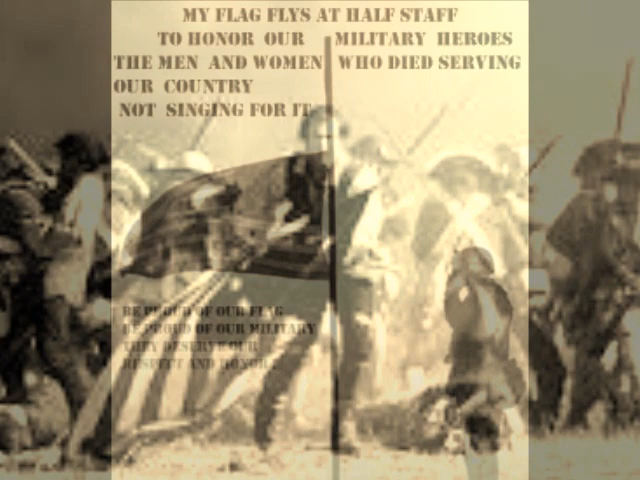 MY FLAG FLYS AT HALF STAFF
TO HONOR OUR MILITARY HEROES
THE MEN AND WOMEN WHO DIED SERVING
OUR COUNTRY
NOT SINGING FOR IT
BE PROUD OF OUR FLAG
BE PROUD OF OUR MILITARY
THEY DESERVE OUR
RESPECT AND HONOR